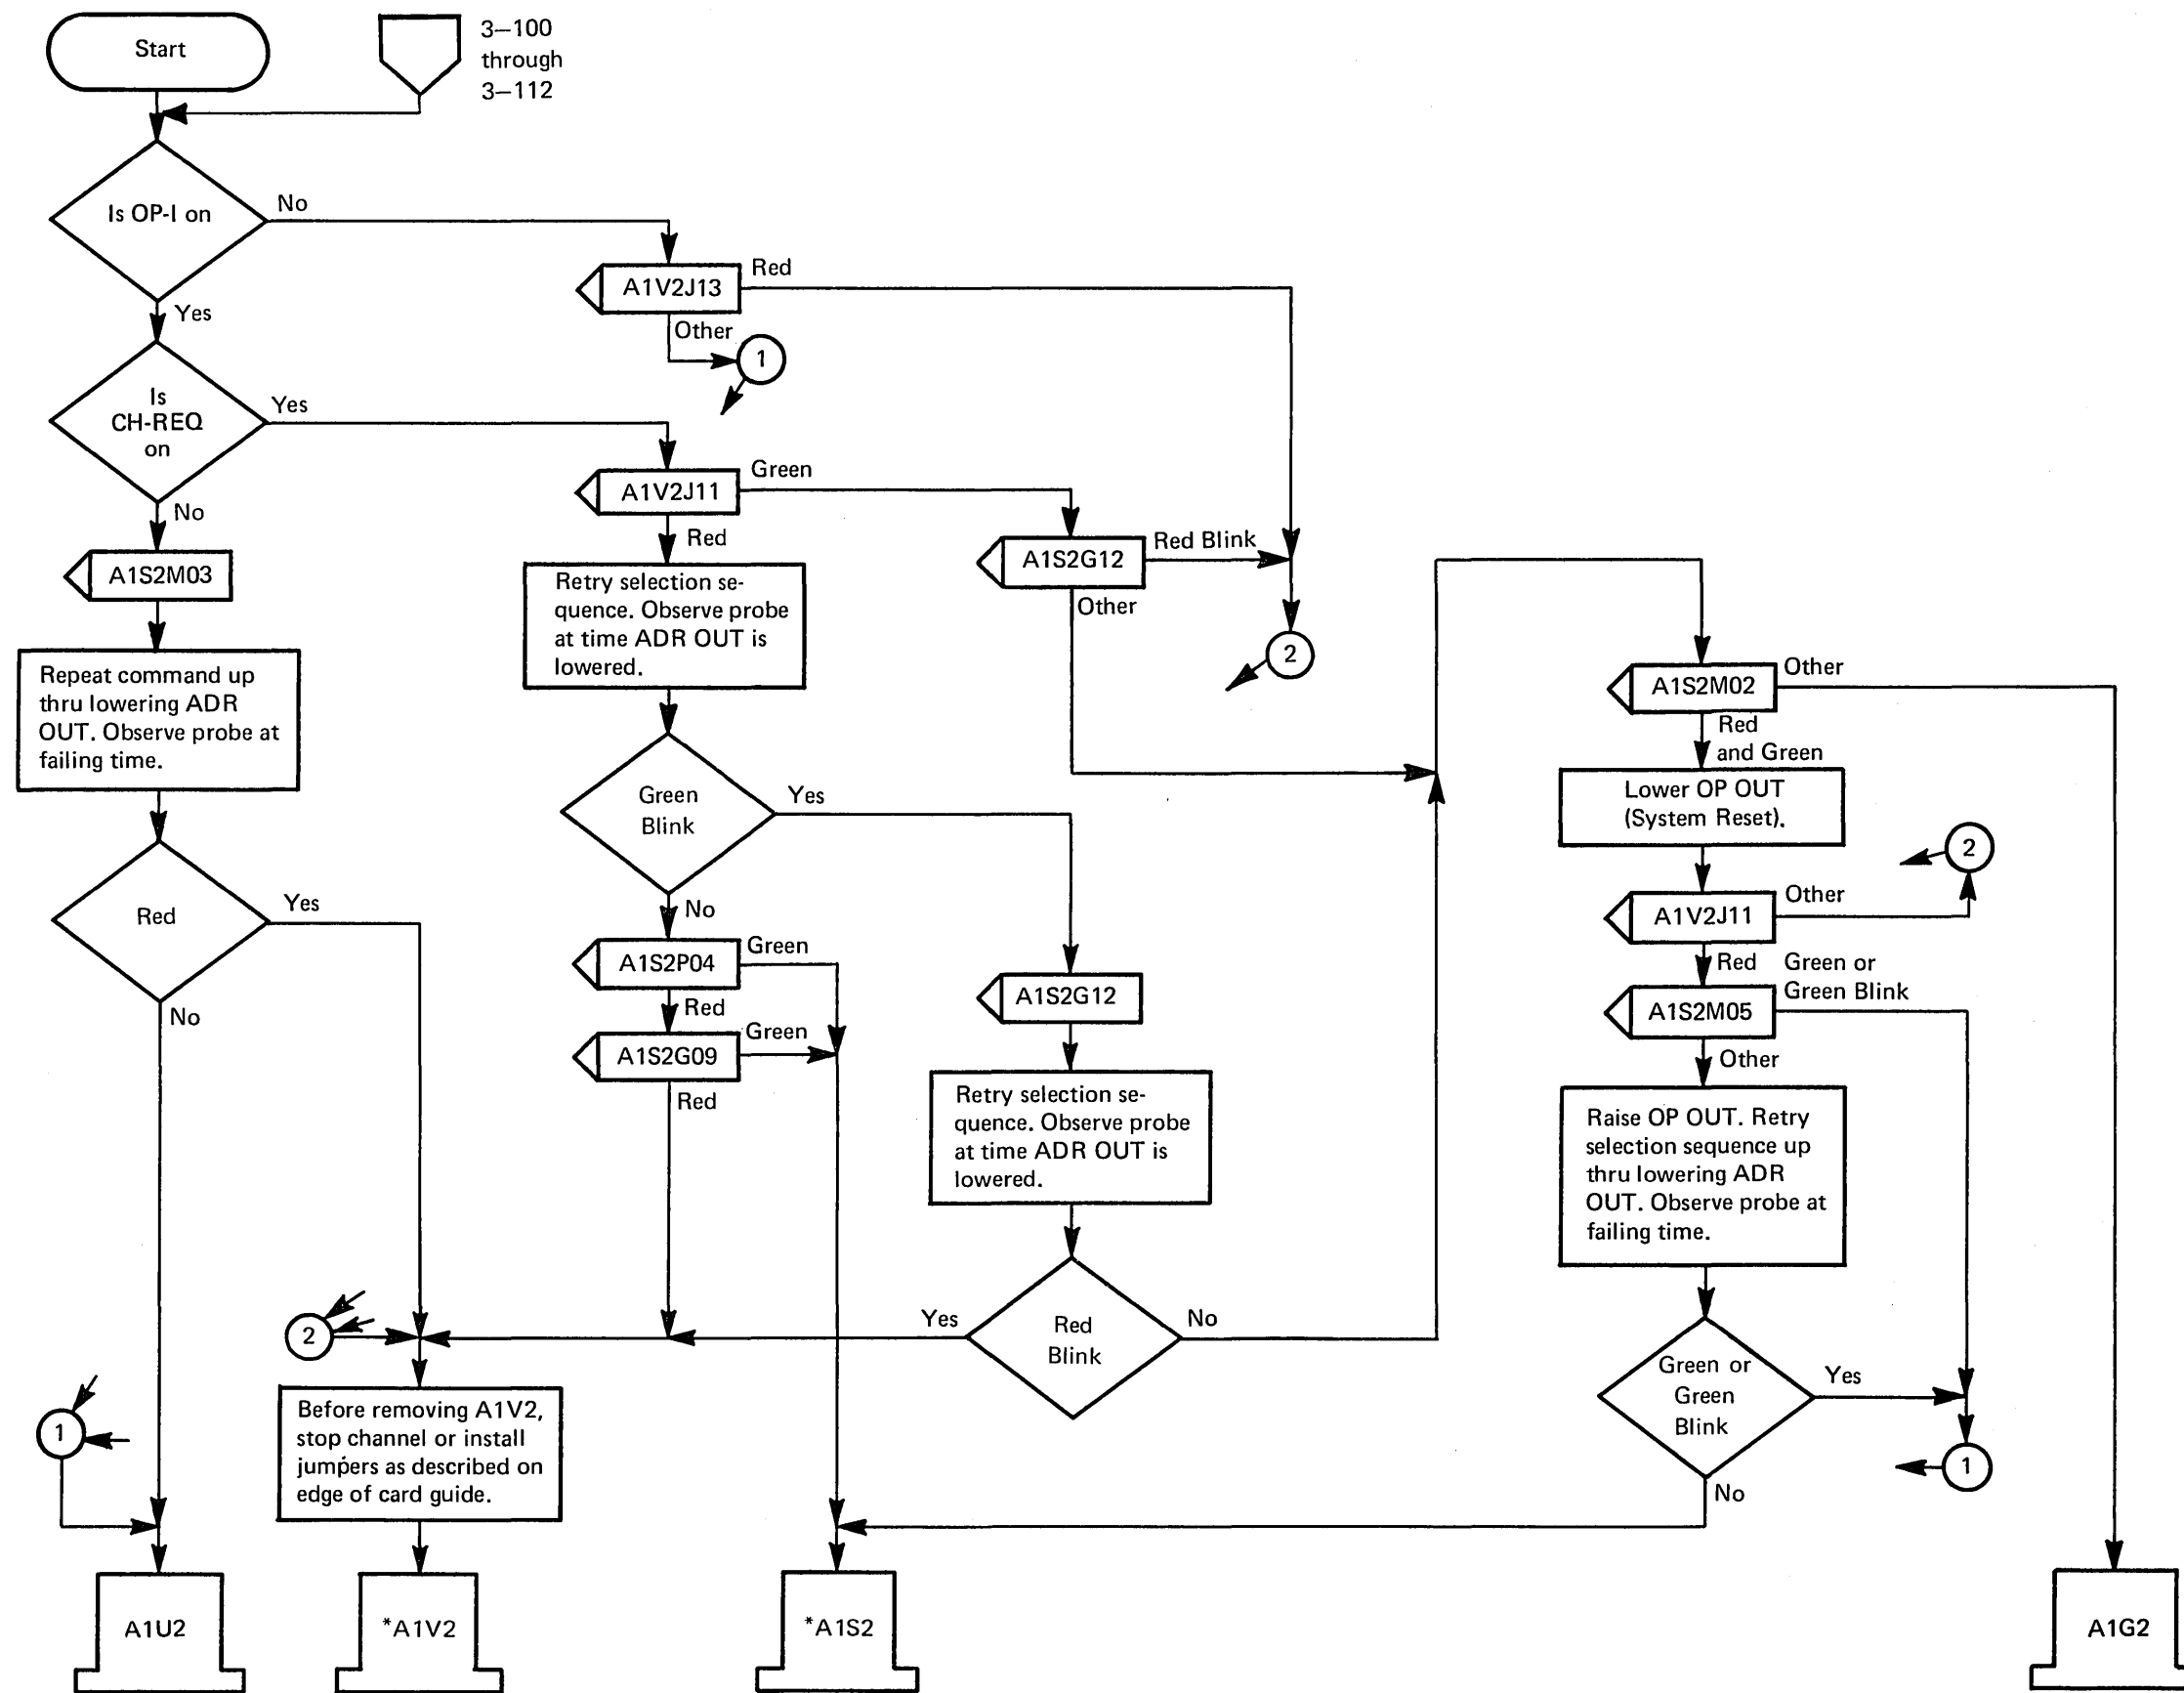 Start
3—100
through
3—112
Is OP-I on
No
Yes
A1V2J13
Red
Other
1
Is
CH-REQ
on
Yes
No
A1V2J11
Green
Red
A1S2G12
Red Blink
Other
2
A1S2M03
Repeat command up
thru lowering ADR
OUT. Observe probe at
failing time.
Retry selection se-
quence. Observe probe
at time ADR OUT is
lowered.
A1S2M02
Other
Red
and Green
Lower OP OUT
(System Reset).
Green
Blink
Yes
No
2
A1V2J11
Other
Red
Green or
Green Blink
A1S2M05
Other
Red
Yes
No
A1S2P04
Green
Red
A1S2G09
Green
Red
A1S2G12
Retry selection se-
quence. Observe probe
at time ADR OUT is
lowered.
Raise OP OUT. Retry
selection sequence up
thru lowering ADR
OUT. Observe probe at
failing time.
2
Yes
Red
Blink
No
Green or
Green
Blink
Yes
No
1
1
Before removing A1V2,
stop channel or install
jumpers as described on
edge of card guide.
A1U2
*A1V2
*A1S2
A1G2